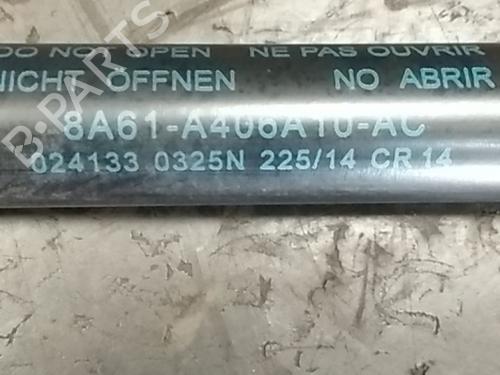 DO NOT OPEN NE PAS OUVRIR
NICHT ÖFFNEN NO ABRIR
8A61-A406A10-AC
024133 0325N 225/14 CR 14
B-PARTS